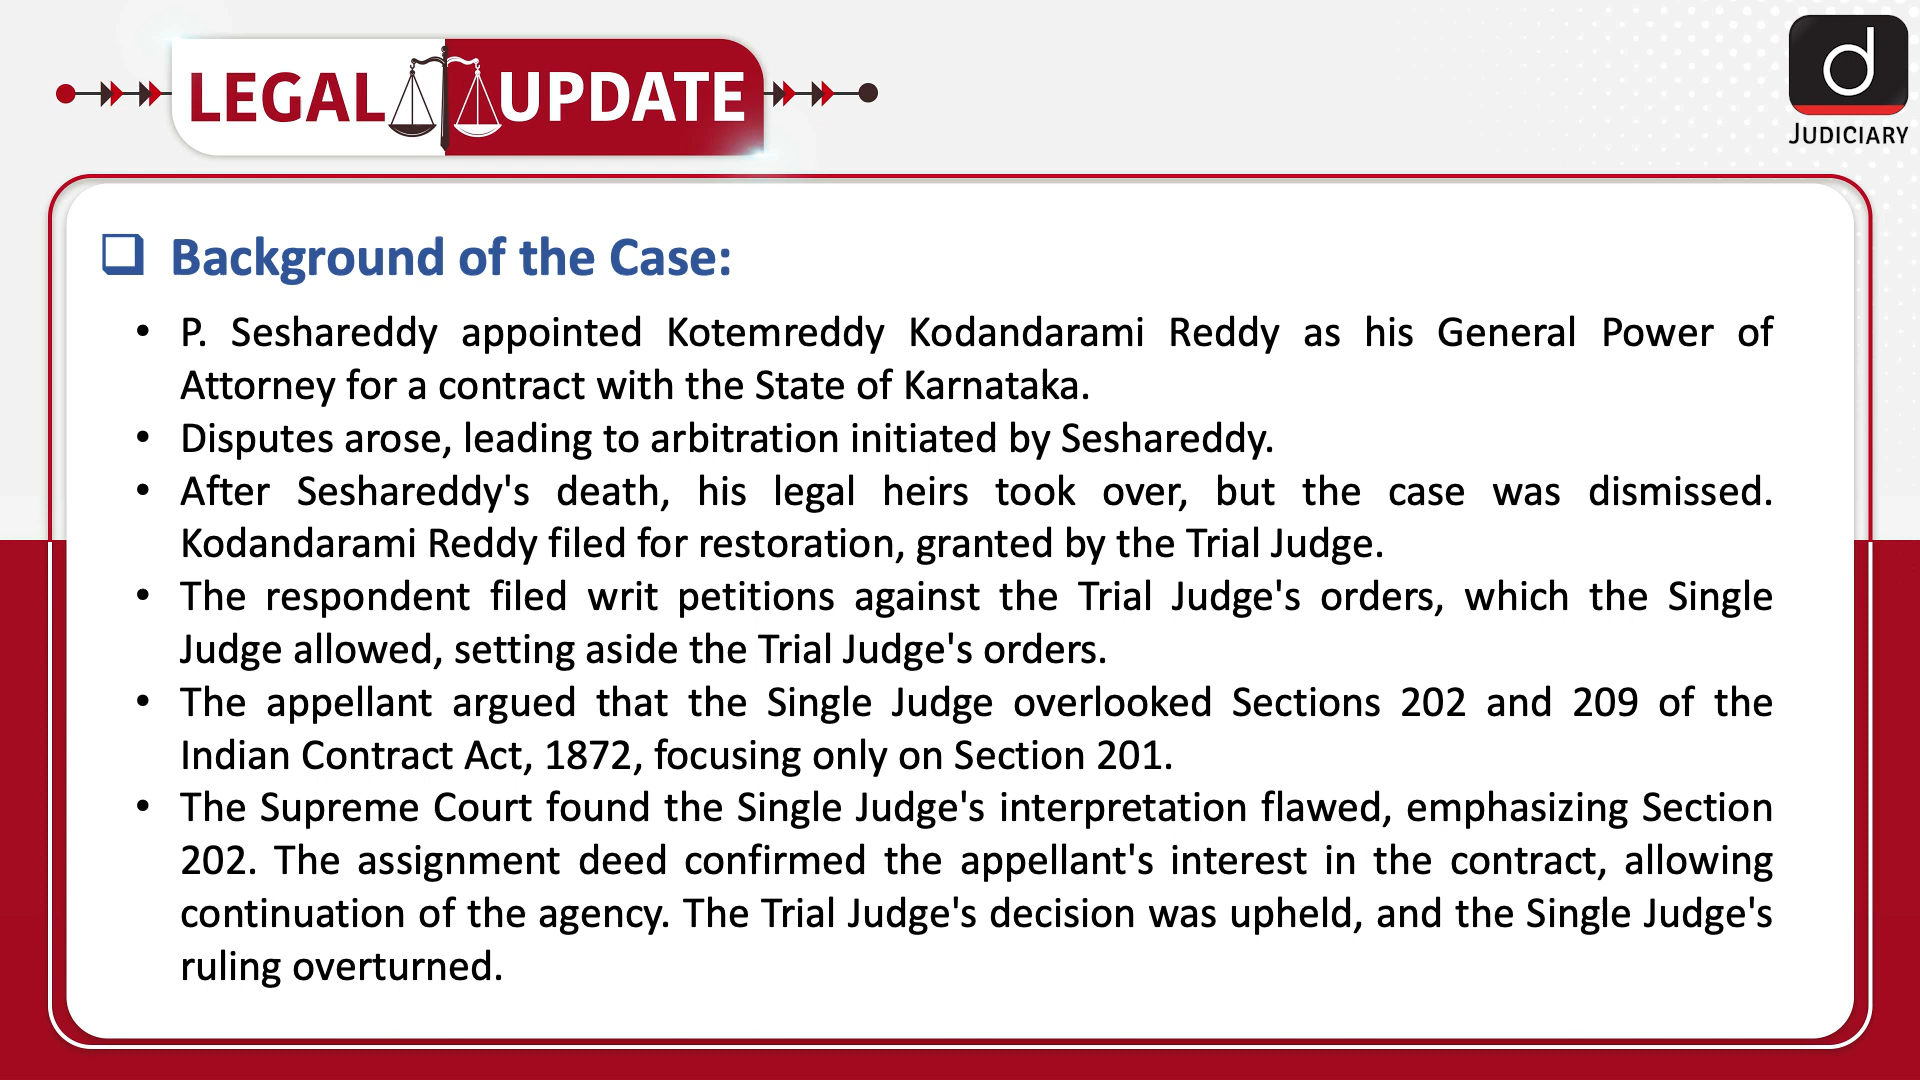 LEGAL UPDATE
d
JUDICIARY
❑ Background of the Case:
• P. Seshareddy appointed Kotemreddy Kodandarami Reddy as his General Power of
Attorney for a contract with the State of Karnataka.
• Disputes arose, leading to arbitration initiated by Seshareddy.
• After Seshareddy's death, his legal heirs took over, but the case was dismissed.
Kodandarami Reddy filed for restoration, granted by the Trial Judge.
• The respondent filed writ petitions against the Trial Judge's orders, which the Single
Judge allowed, setting aside the Trial Judge's orders.
• The appellant argued that the Single Judge overlooked Sections 202 and 209 of the
Indian Contract Act, 1872, focusing only on Section 201.
• The Supreme Court found the Single Judge's interpretation flawed, emphasizing Section
202. The assignment deed confirmed the appellant's interest in the contract, allowing
continuation of the agency. The Trial Judge's decision was upheld, and the Single Judge's
ruling overturned.